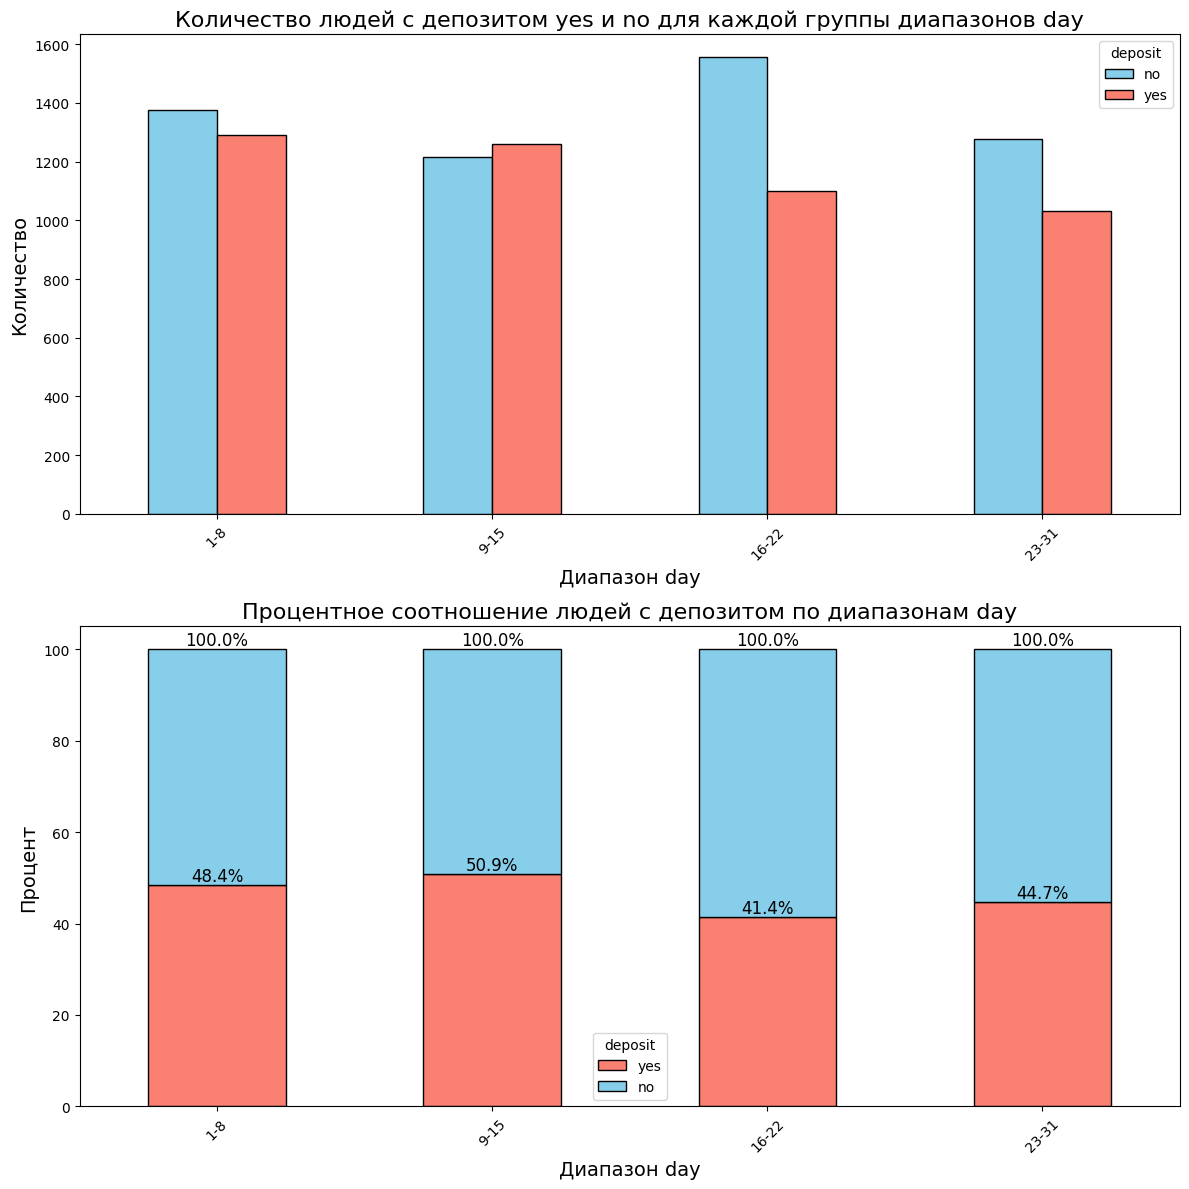 Количество людей с депозитом yes и no для каждой группы диапазонов day
1600
1400
1200
1000
800
600
400
200
0
Количество
deposit
no
yes
1-8
9-15
16-22
23-31
Диапазон day
Процентное соотношение людей с депозитом по диапазонам day
100
80
60
40
20
0
Процент
100.0%
100.0%
100.0%
100.0%
48.4%
50.9%
41.4%
44.7%
deposit
yes
no
1-8
9-15
16-22
23-31
Диапазон day